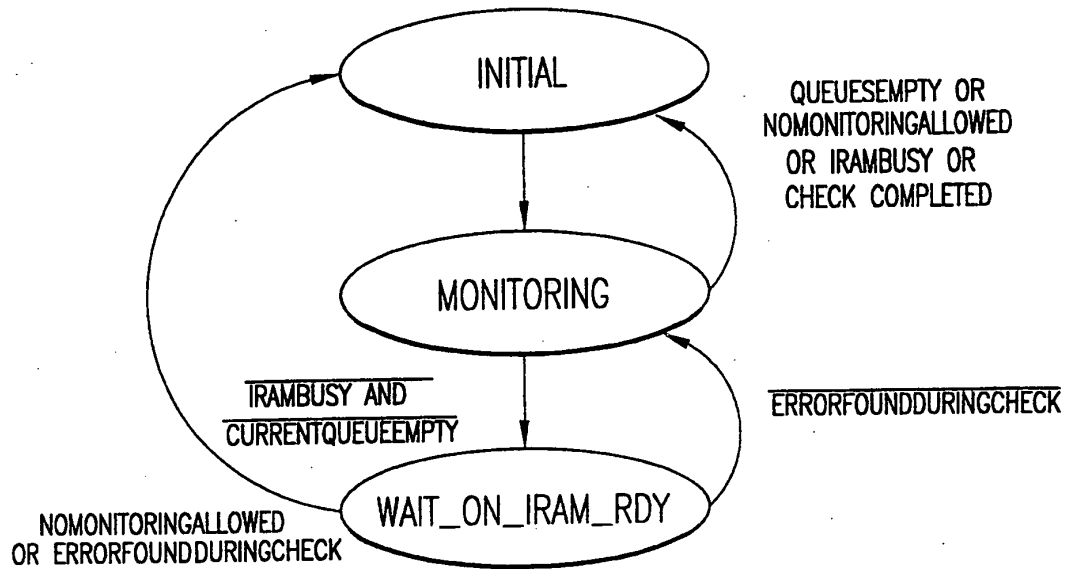 INITIAL
QUEUESEMPTY OR
NOMONITORINGALLOWED
OR IRAMBUSY OR
CHECK COMPLETED
MONITORING
IRAMBUSY AND
CURRENTQUEUEEMPTY
ERRORFOUNDDURINGCHECK
WAIT_ON_IRAM_RDY
NOMONITORINGALLOWED
OR ERRORFOUNDDURINGCHECK